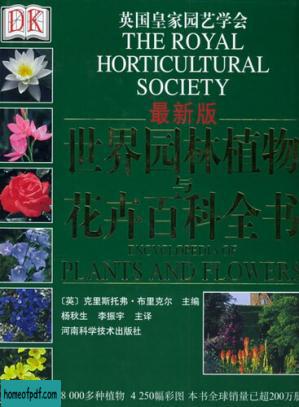 DK
英国皇家园艺学会
THE ROYAL
HORTICULTURAL
SOCIETY
最新版
世界园林植物
与
花卉百科全书
ENCYCLOPEDIA OF
PLANTS AND FLOWERS
[英] 克里斯托弗·布里克尔 主编
杨秋生 李振宇 主译
河南科学技术出版社
8 000多种植物 4 250幅彩图 本书全球销量已超200万册
homeofpdf.com